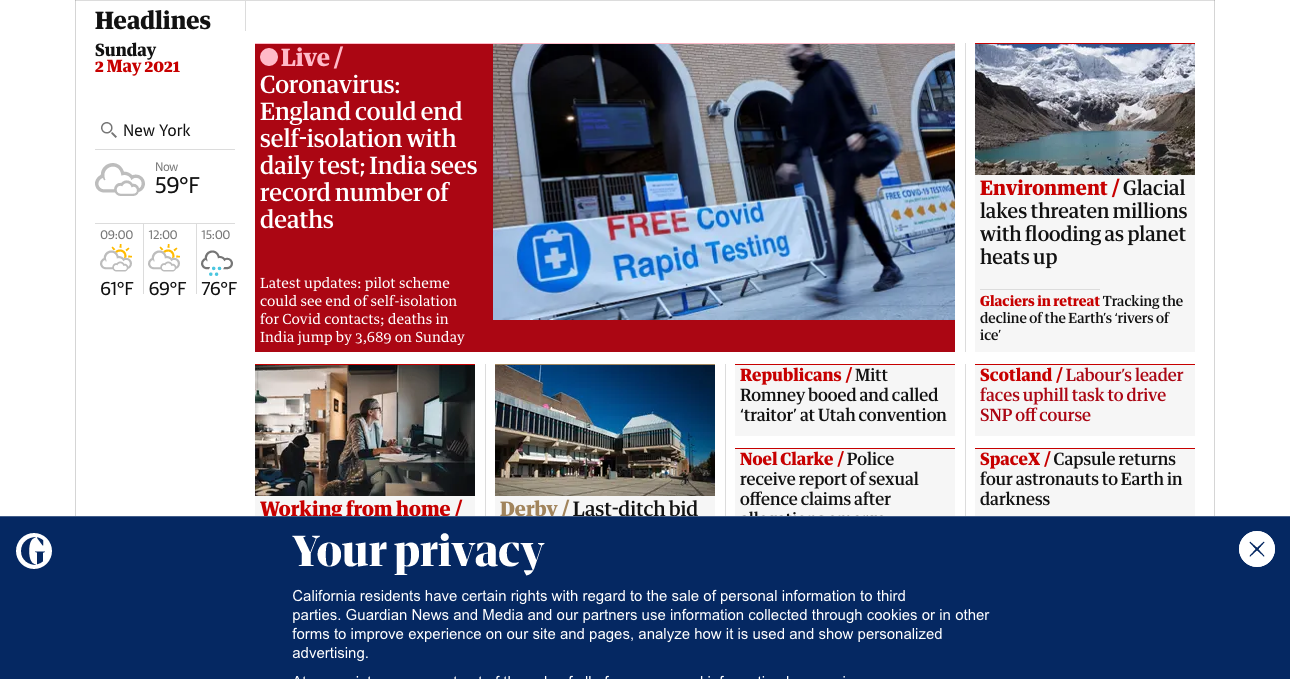 Headlines
Sunday
2 May 2021
New York
Now
59°F
09:00
12:00
15:00
61°F
69°F
76°F
Live /
Coronavirus:
England could end
self-isolation with
daily test; India sees
record number of
deaths
Latest updates: pilot scheme
could see end of self-isolation
for Covid contacts; deaths in
India jump by 3,689 on Sunday
FREE Covid
Rapid Testing
FREE COVID-19 TESTING
Environment / Glacial
lakes threaten millions
with flooding as planet
heats up
Glaciers in retreat Tracking the
decline of the Earth's ‘rivers of
ice’
Working from home /
Derby / Last-ditch bid
Republicans / Mitt
Romney booed and called
‘traitor’ at Utah convention
Noel Clarke / Police
receive report of sexual
offence claims after
Scotland / Labour’s leader
faces uphill task to drive
SNP off course
SpaceX / Capsule returns
four astronauts to Earth in
darkness
Your privacy
California residents have certain rights with regard to the sale of personal information to third
parties. Guardian News and Media and our partners use information collected through cookies or in other
forms to improve experience on our site and pages, analyze how it is used and show personalized
advertising.